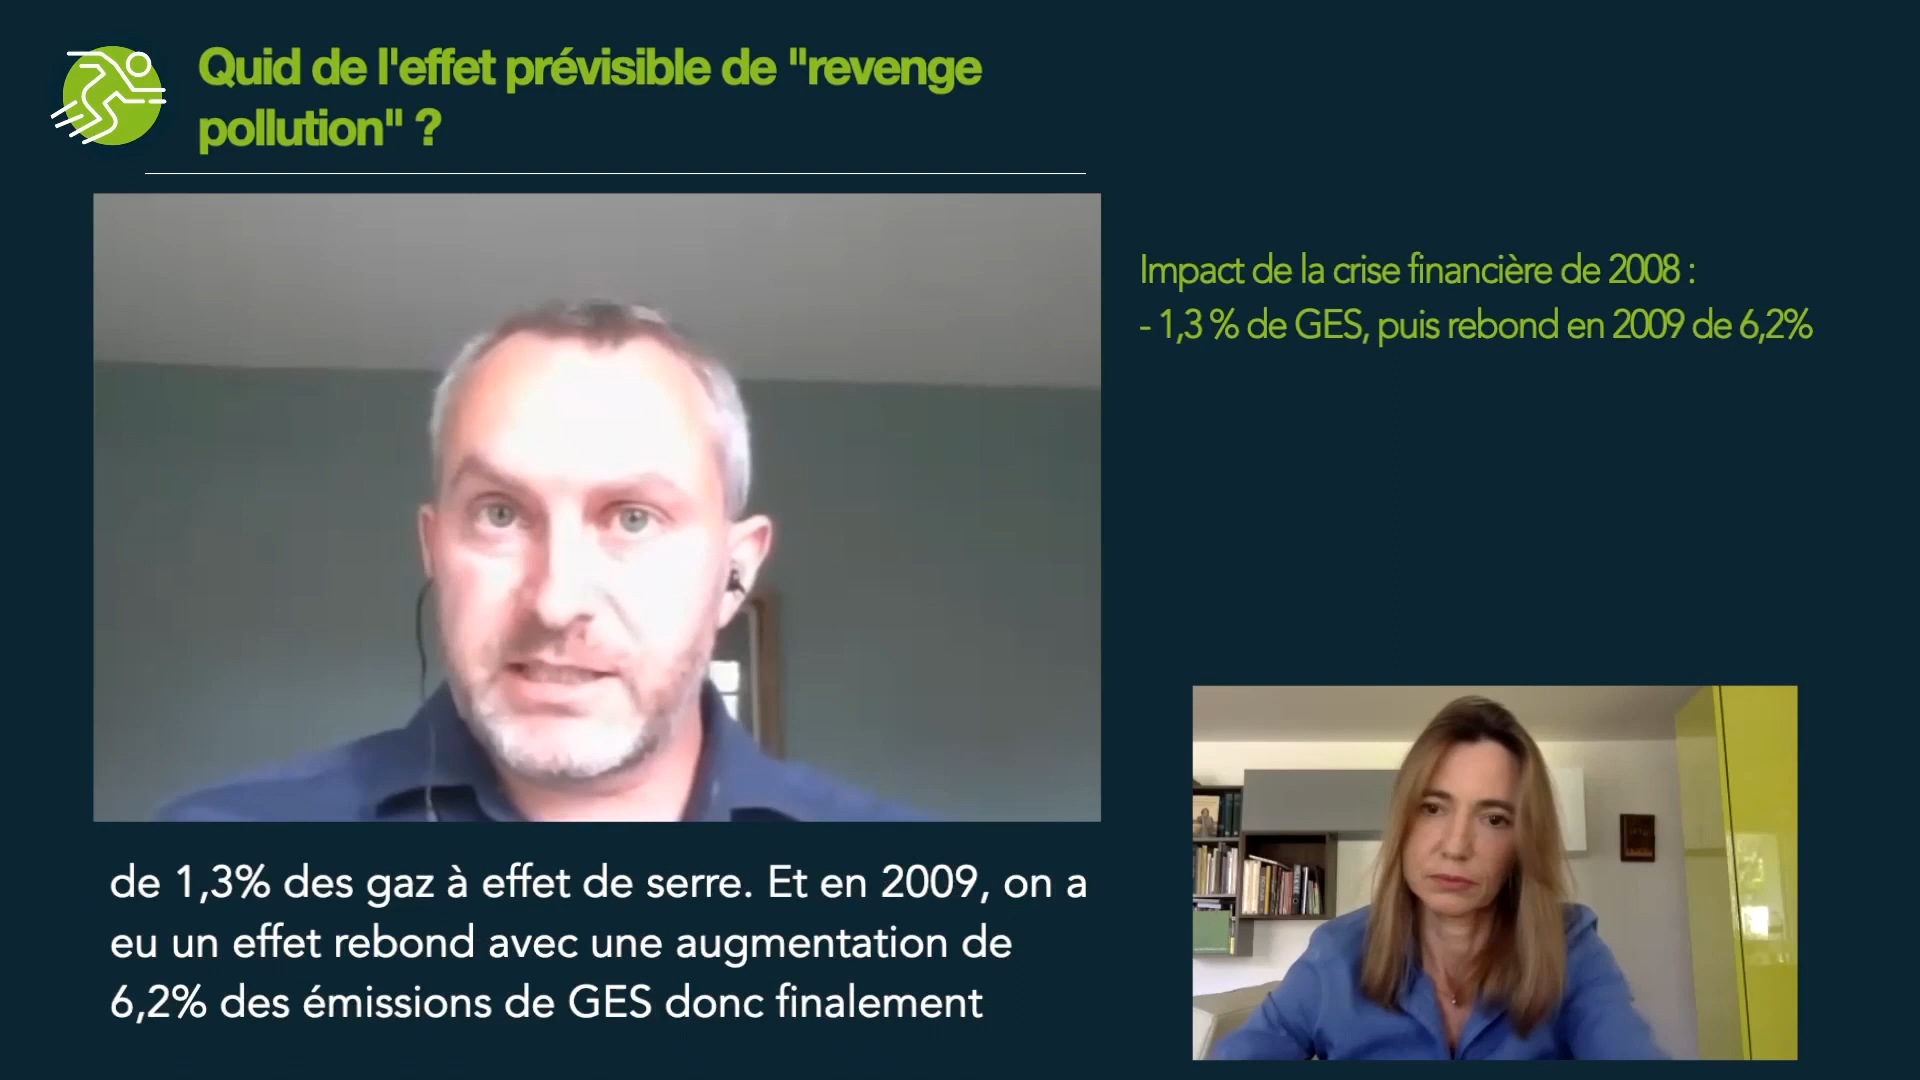 Quid de l'effet prévisible de "revenge
pollution" ?
Impact de la crise financière de 2008 :
- 1,3 % de GES, puis rebond en 2009 de 6,2%
de 1,3% des gaz à effet de serre. Et en 2009, on a
eu un effet rebond avec une augmentation de
6,2% des émissions de GES donc finalement